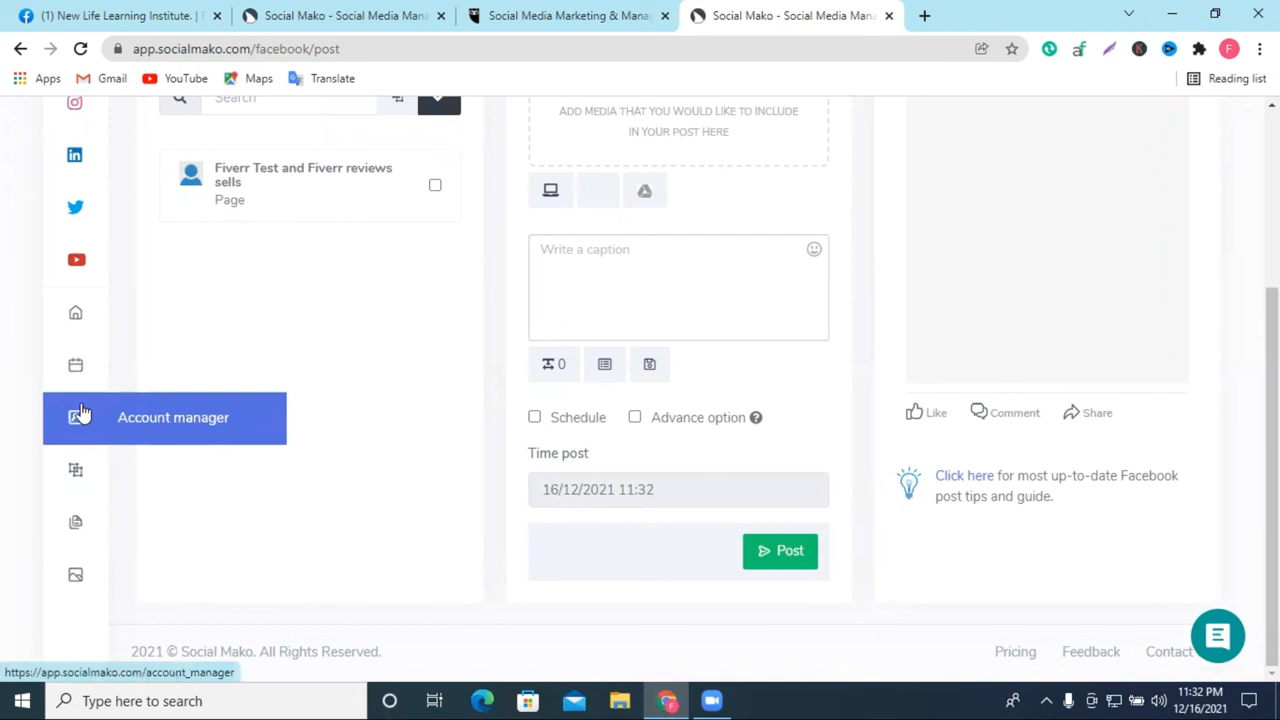 (1) New Life Learning Institute. |
Social Mako - Social Media Mana
Social Media Marketing & Mana
Social Mako - Social Media Mana
app.socialmako.com/facebook/post
Apps
Gmail
YouTube
Maps
Translate
Reading list
Search
ADD MEDIA THAT YOU WOULD LIKE TO INCLUDE
IN YOUR POST HERE
Fiverr Test and Fiverr reviews
sells
Page
Write a caption
0
Account manager
Schedule
Advance option
Time post
16/12/2021 11:32
Post
Like
Comment
Share
Click here for most up-to-date Facebook
post tips and guide.
2021 © Social Mako. All Rights Reserved.
Pricing
Feedback
Contact
https://app.socialmako.com/account_manager
Type here to search
11:32 PM
12/16/2021